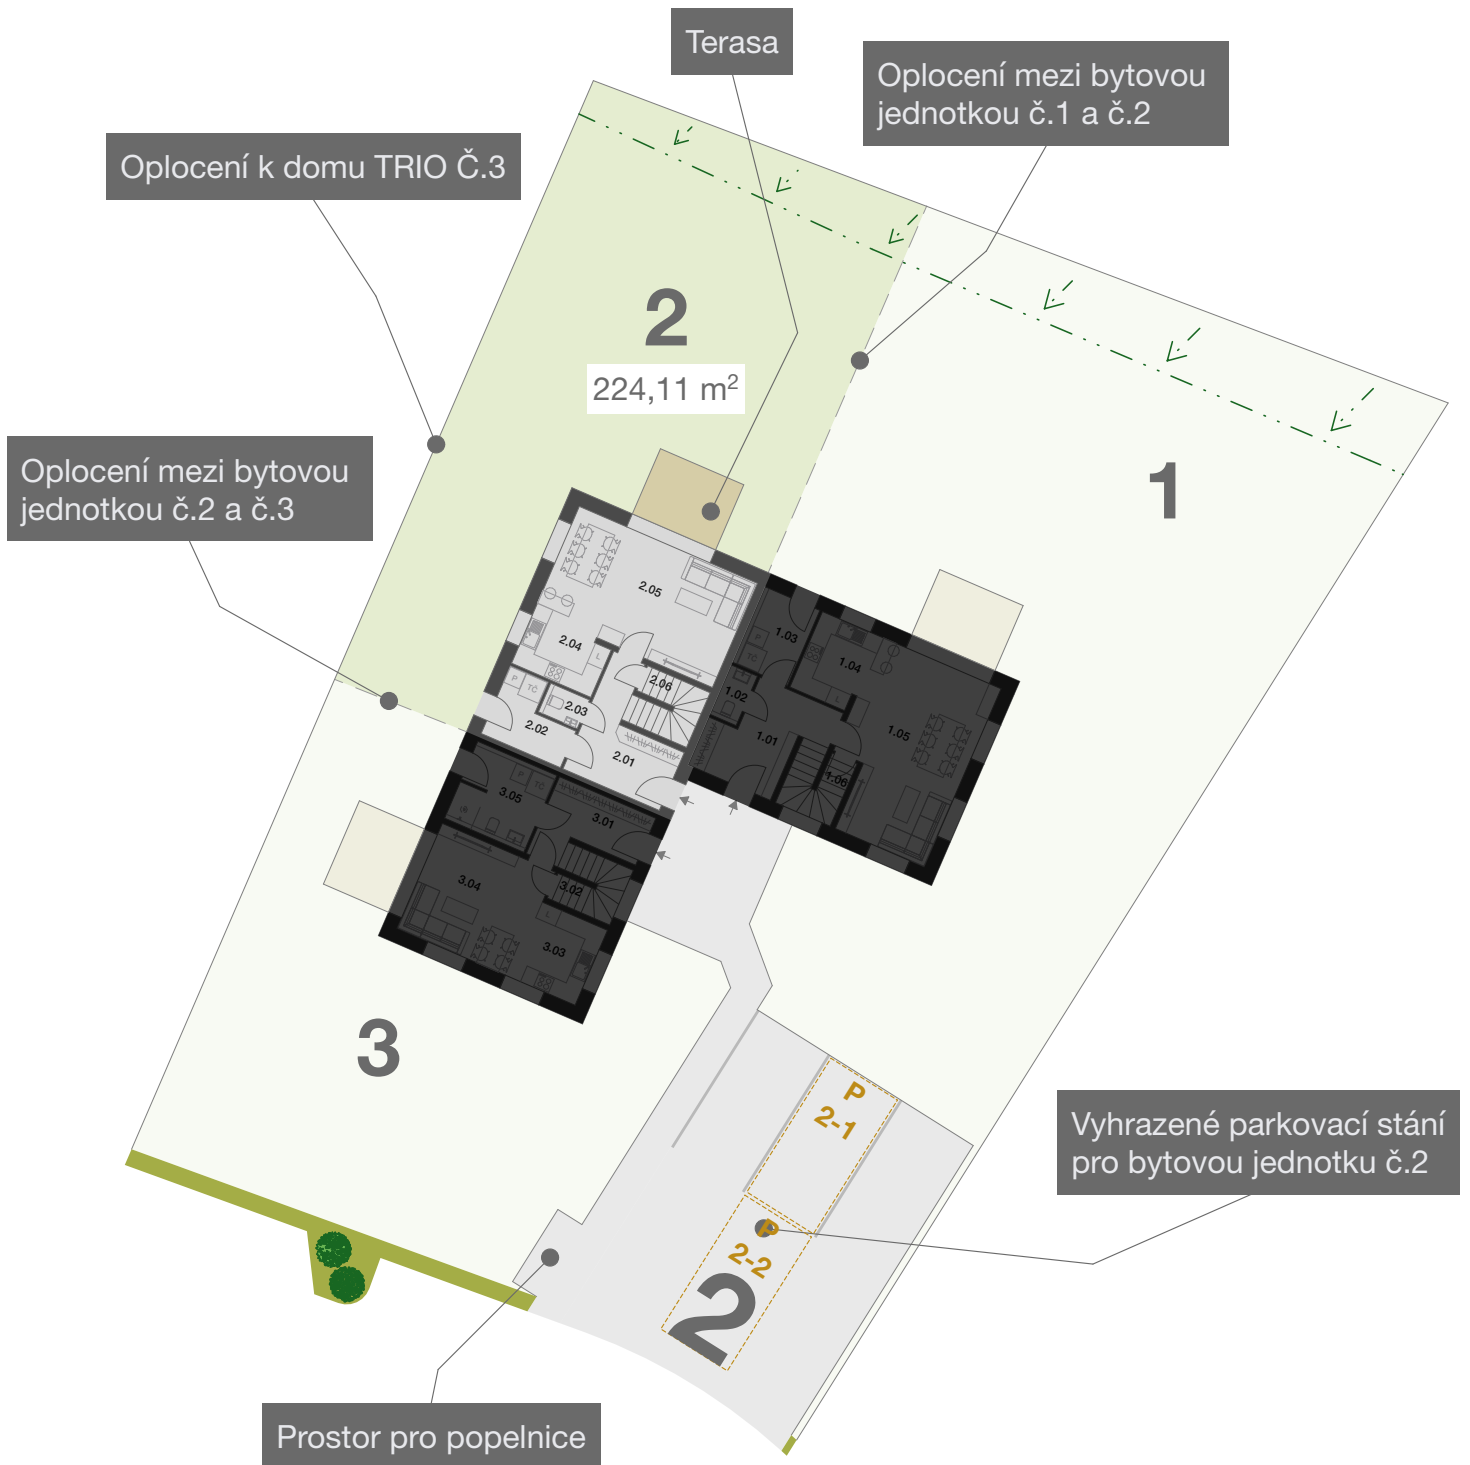 Terasa
Oplocení mezi bytovou
jednotkou č.1 a č.2
Oplocení k domu TRIO Č.3
2
224,11 m²
Oplocení mezi bytovou
jednotkou č.2 a č.3
1
2.05
2.04
L
2.06
P
TČ
2.03
2.02
2.01
1.03
P
TČ
1.04
L
1.02
1.01
1.05
1.06
P
TČ
3.05
3.01
3.04
3.02
L
3.03
3
P
2-1
P
2-2
2
Vyhrazené parkovací stání
pro bytovou jednotku č.2
Prostor pro popelnice